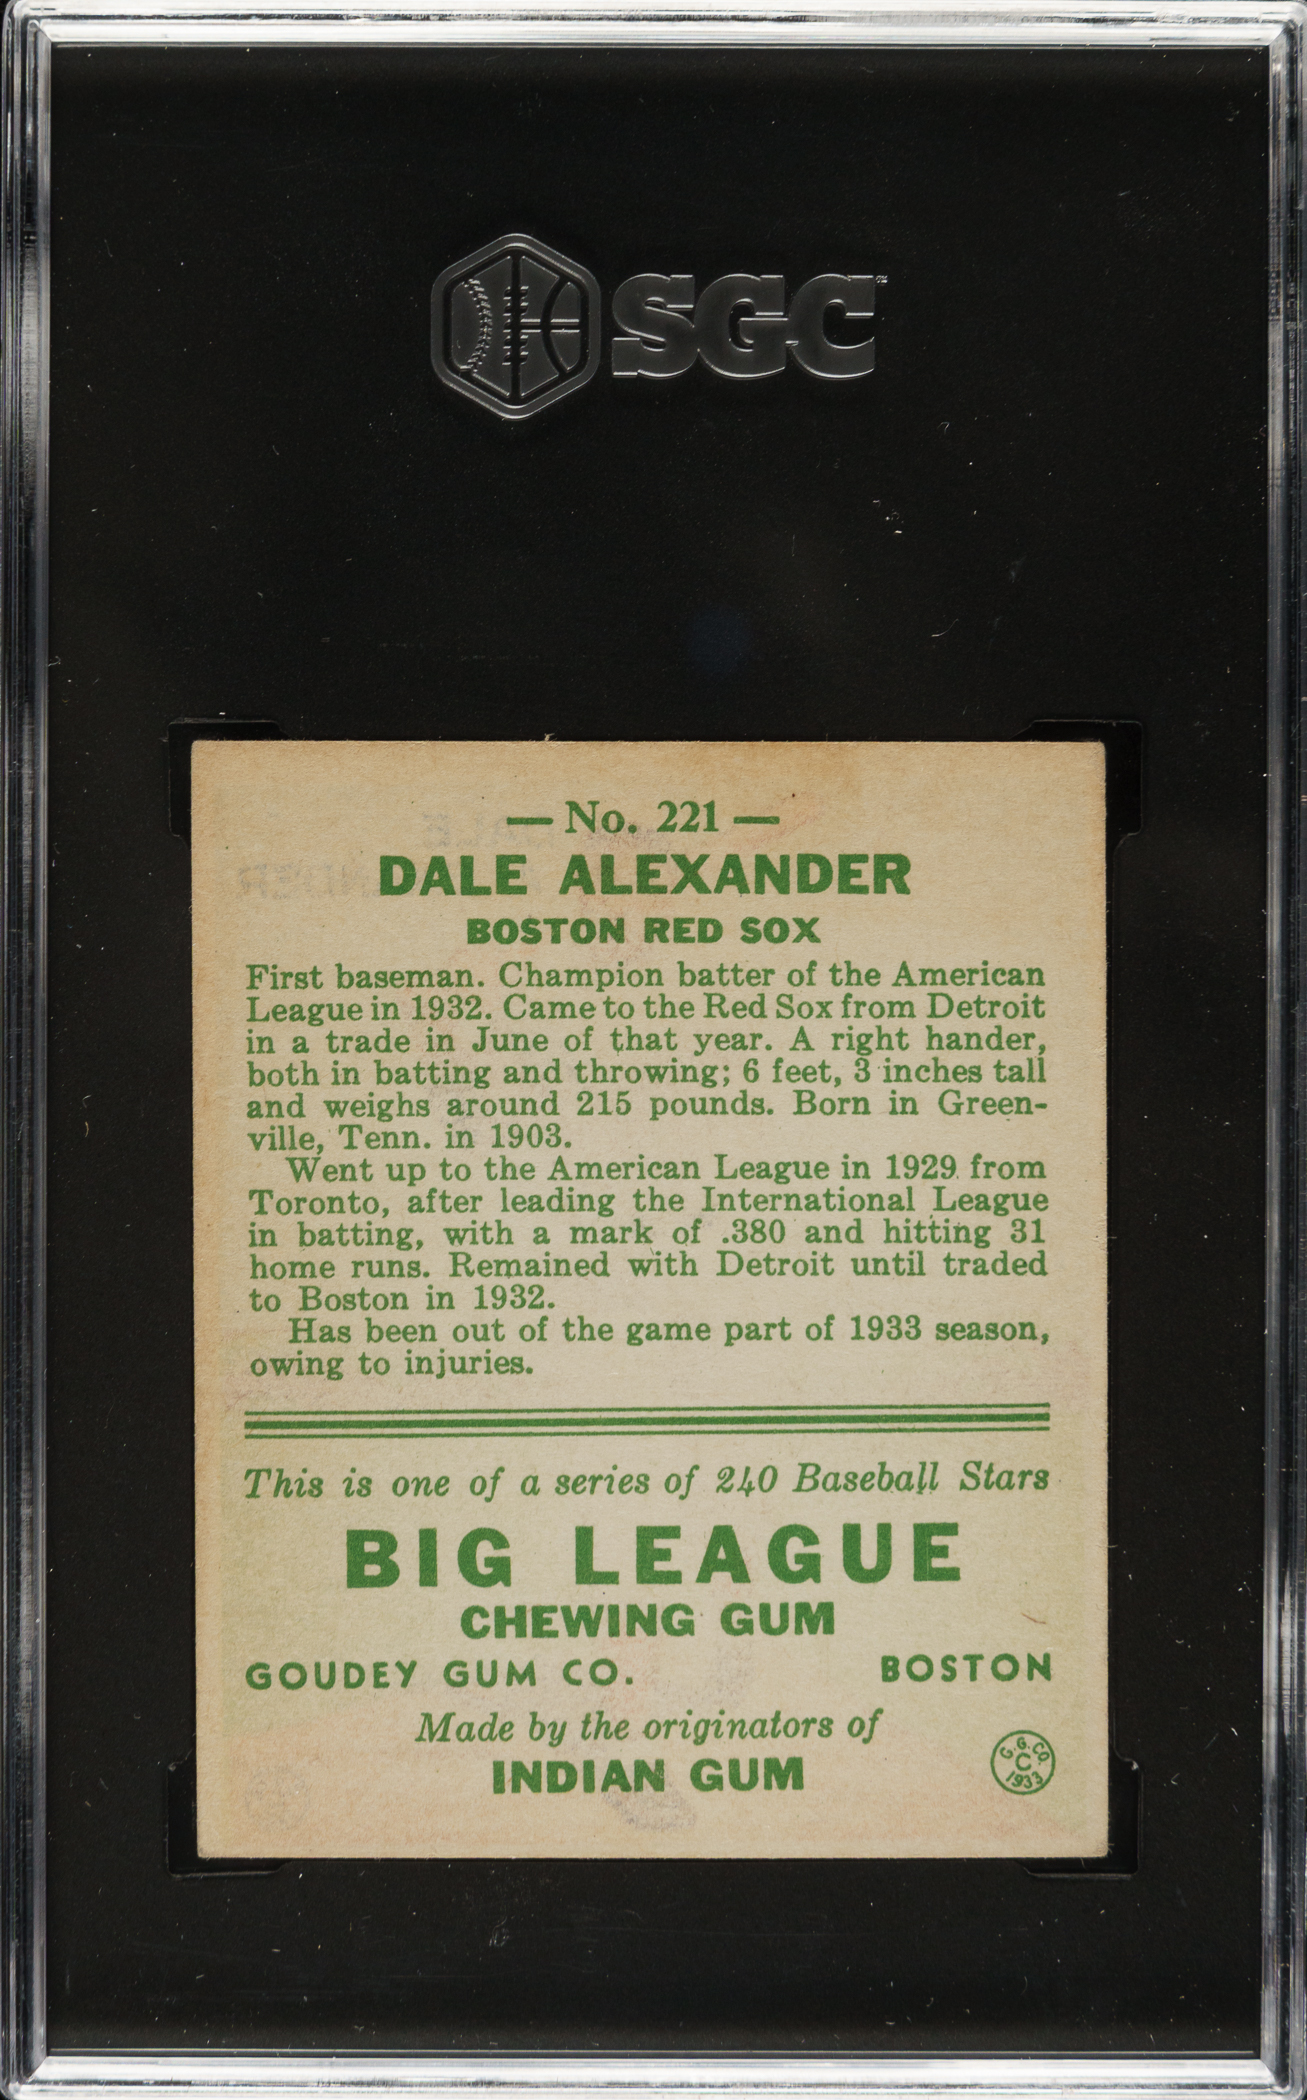 SGC
— No. 221 —
DALE ALEXANDER
BOSTON RED SOX
First baseman. Champion batter of the American
League in 1932. Came to the Red Sox from Detroit
in a trade in June of that year. A right hander,
both in batting and throwing; 6 feet, 3 inches tall
and weighs around 215 pounds. Born in Green-
ville, Tenn. in 1903.
Went up to the American League in 1929 from
Toronto, after leading the International League
in batting, with a mark of .380 and hitting 31
home runs. Remained with Detroit until traded
to Boston in 1932.
Has been out of the game part of 1933 season,
owing to injuries.
This is one of a series of 240 Baseball Stars
BIG LEAGUE
CHEWING GUM
GOUDEY GUM CO. BOSTON
Made by the originators of
INDIAN GUM
G. G. CO.
C
1933